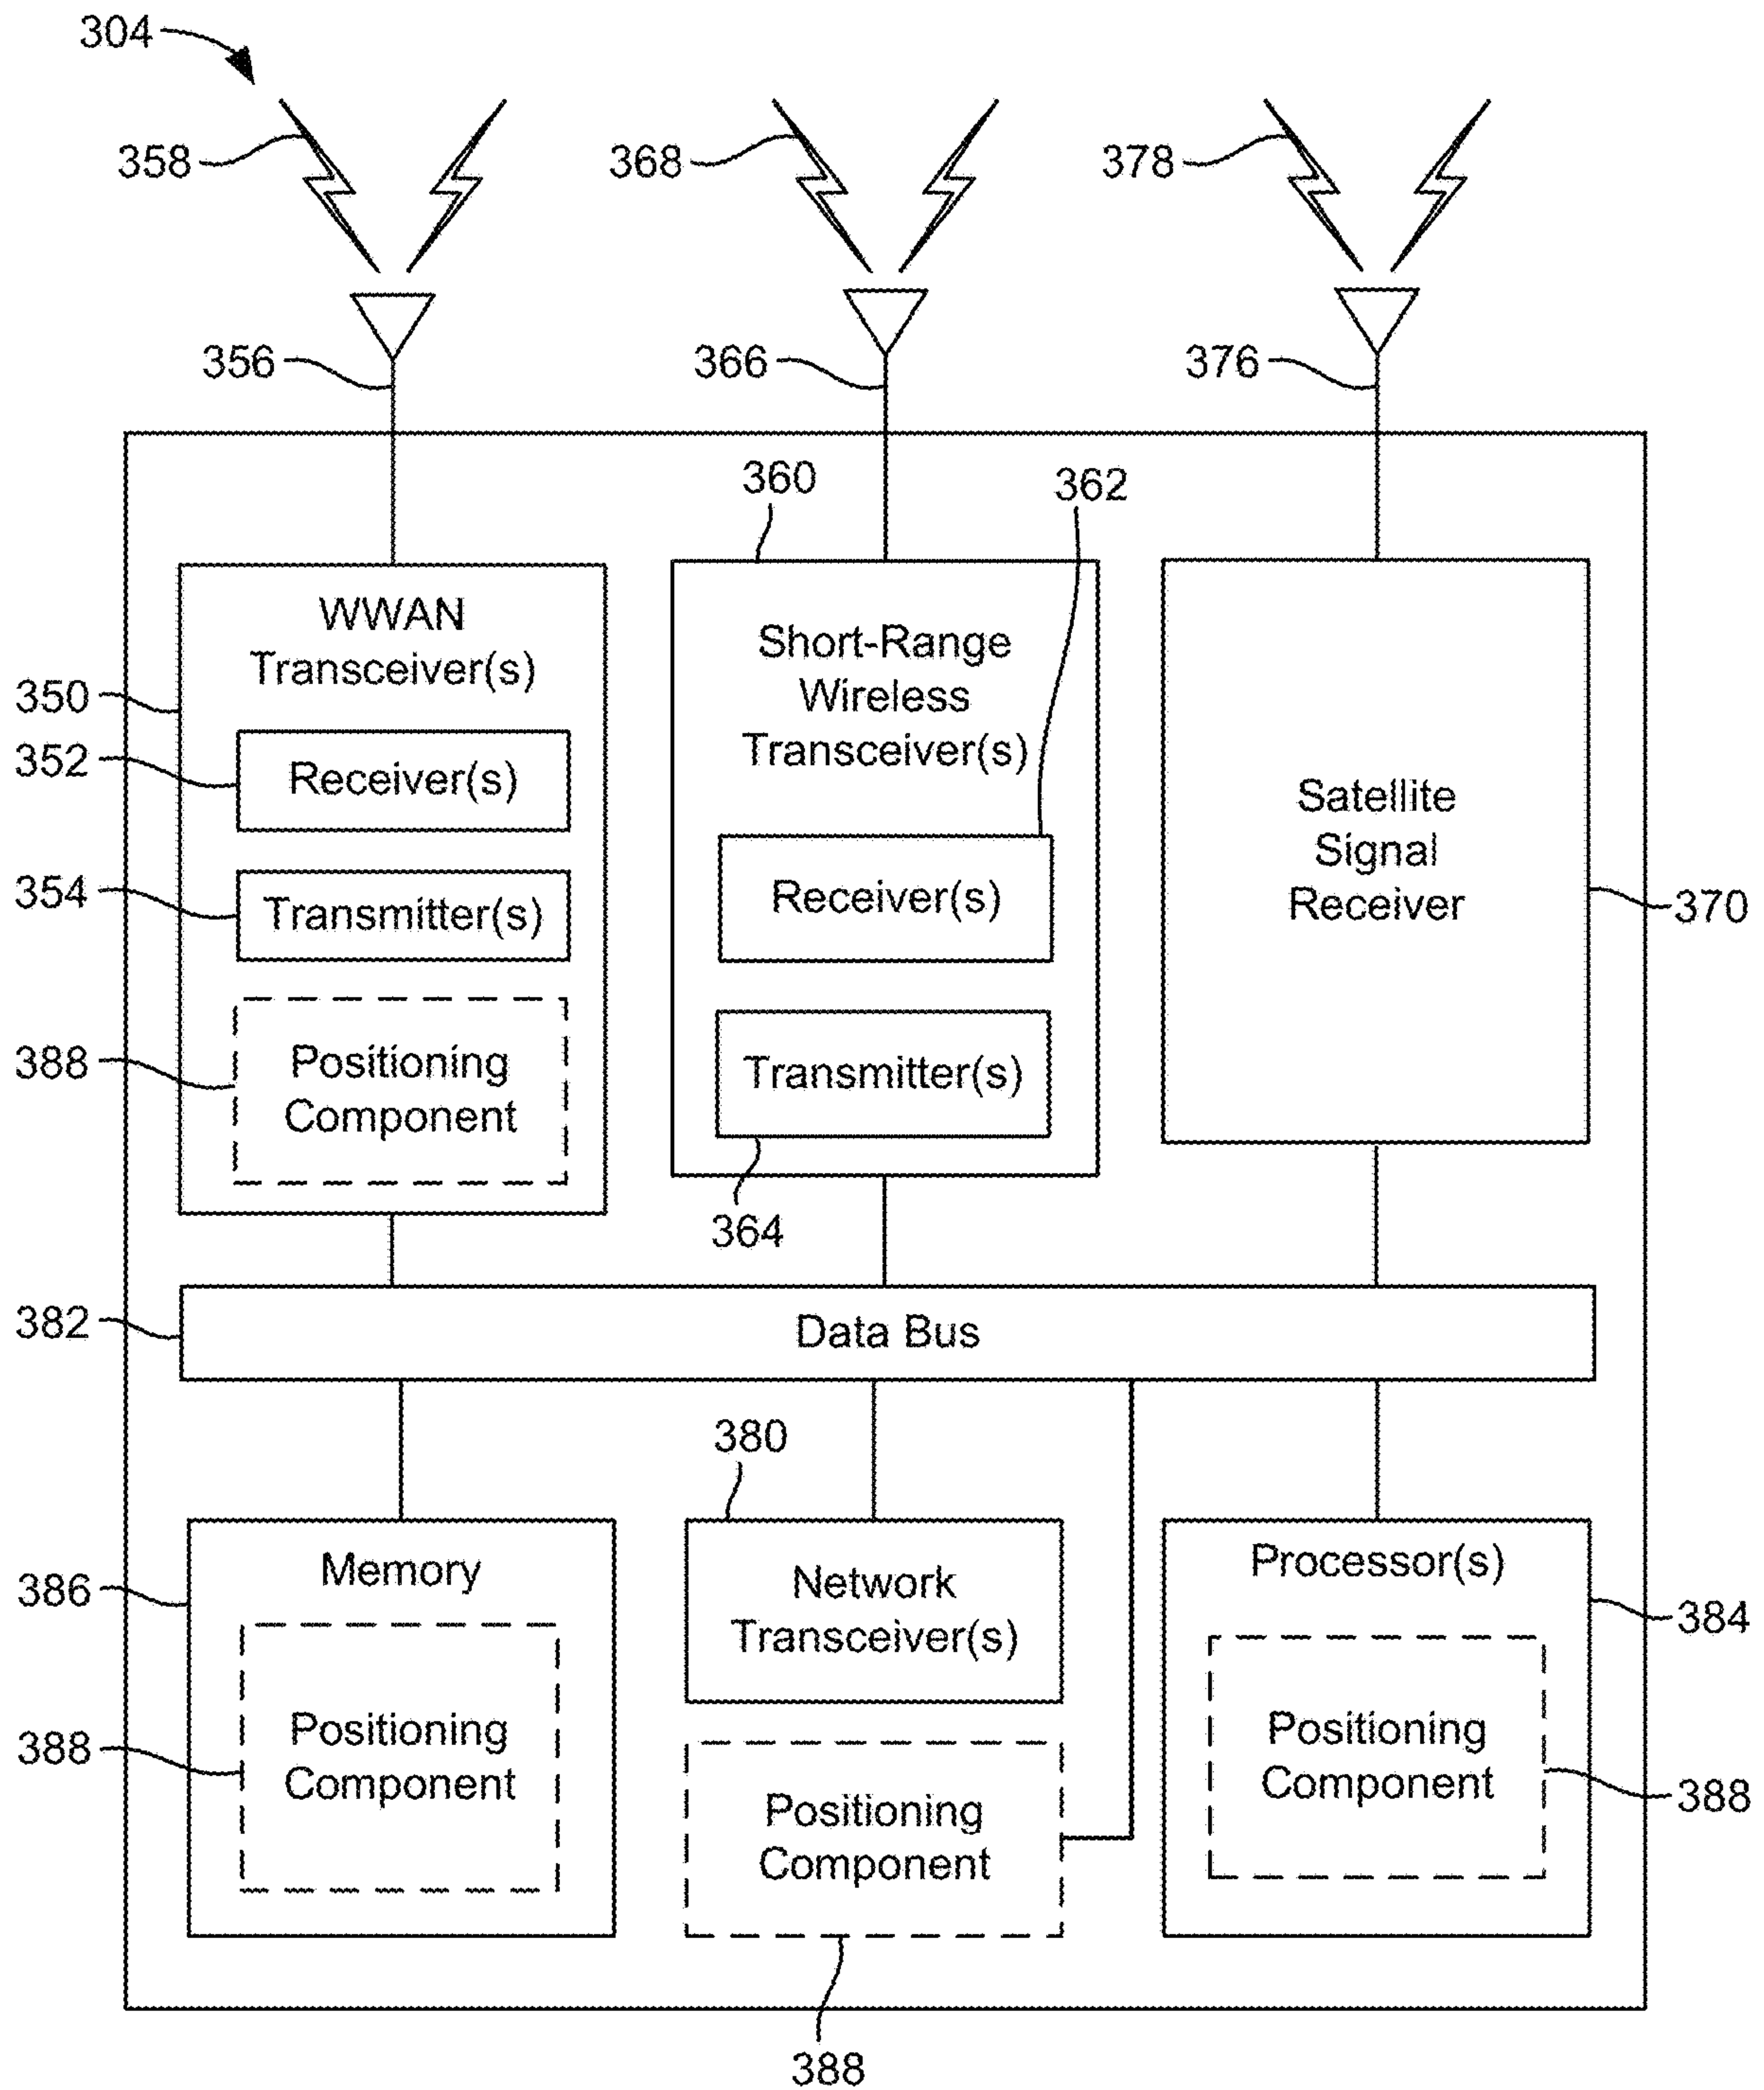 304
358
368
378
356
366
376
360
362
WWAN
Transceiver(s)
Short-Range
Wireless
Transceiver(s)
350
352
Receiver(s)
Satellite
Signal
Receiver
354
Transmitter(s)
Receiver(s)
370
388
Positioning
Component
Transmitter(s)
364
382
Data Bus
380
386
Memory
Network
Transceiver(s)
Processor(s)
384
388
Positioning
Component
Positioning
Component
Positioning
Component
388
388